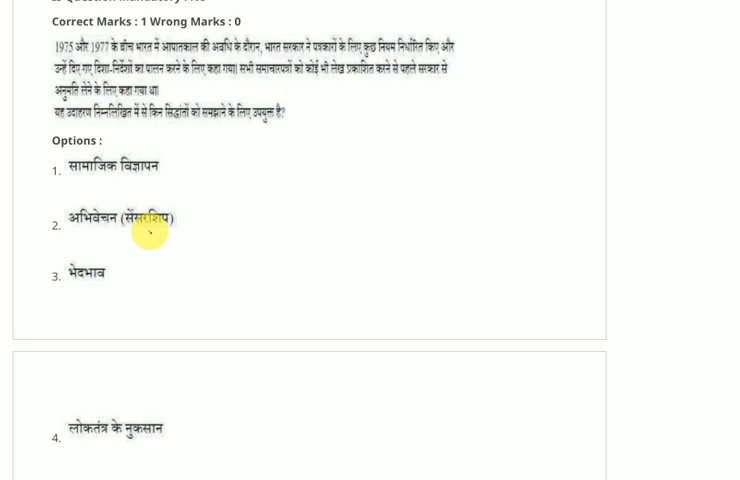 Correct Marks : 1 Wrong Marks : 0
1975 और 1977 के बीच भारत में आपातकाल की अवधि के दौरान, भारत सरकार ने पत्रकारों के लिए कुछ नियम निर्धारित किए और
उन्हें दिए गए दिशा-निर्देशों का पालन करने के लिए कहा गया। सभी समाचारपत्रों को कोई भी लेख प्रकाशित करने से पहले सरकार से
अनुमति लेने के लिए कहा गया था।
यह उदाहरण निम्नलिखित में से किन सिद्धांतों को समझाने के लिए उपयुक्त है?
Options :
1. सामाजिक विज्ञापन
2. अभिवेचन (सेंसरशिप)
3. भेदभाव
4. लोकतंत्र के नुकसान